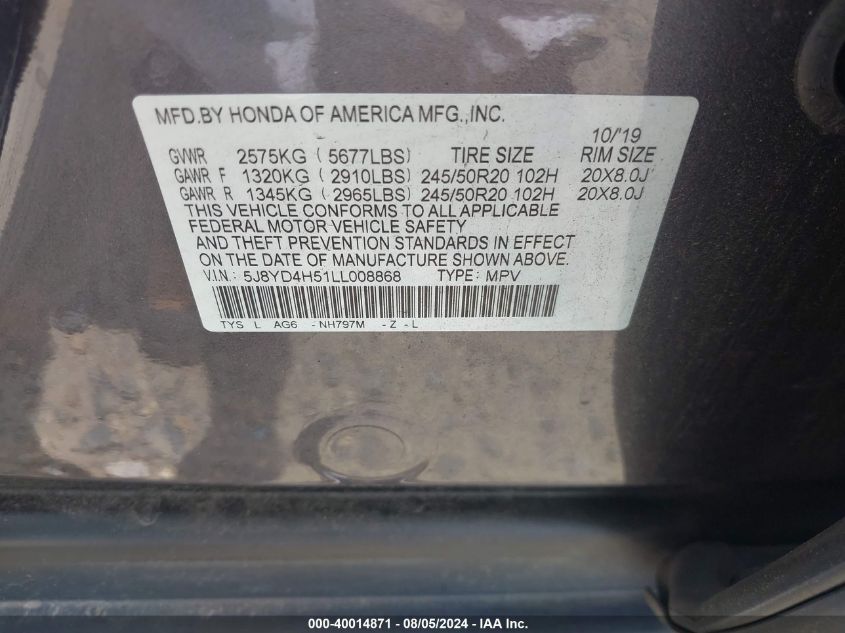 MFD.BY HONDA OF AMERICA MFG.,INC.
10/'19
GVWR 2575KG ( 5677LBS) TIRE SIZE RIM SIZE
GAWR F 1320KG ( 2910LBS) 245/50R20 102H 20X8.0J
GAWR R 1345KG ( 2965LBS) 245/50R20 102H 20X8.0J
THIS VEHICLE CONFORMS TO ALL APPLICABLE
FEDERAL MOTOR VEHICLE SAFETY
AND THEFT PREVENTION STANDARDS IN EFFECT
ON THE DATE OF MANUFACTURE SHOWN ABOVE.
V.I.N.: 5J8YD4H51LL008868 TYPE: MPV
TYS L AG6 -NH797M -Z -L
000-40014871 - 08/05/2024 - IAA Inc.